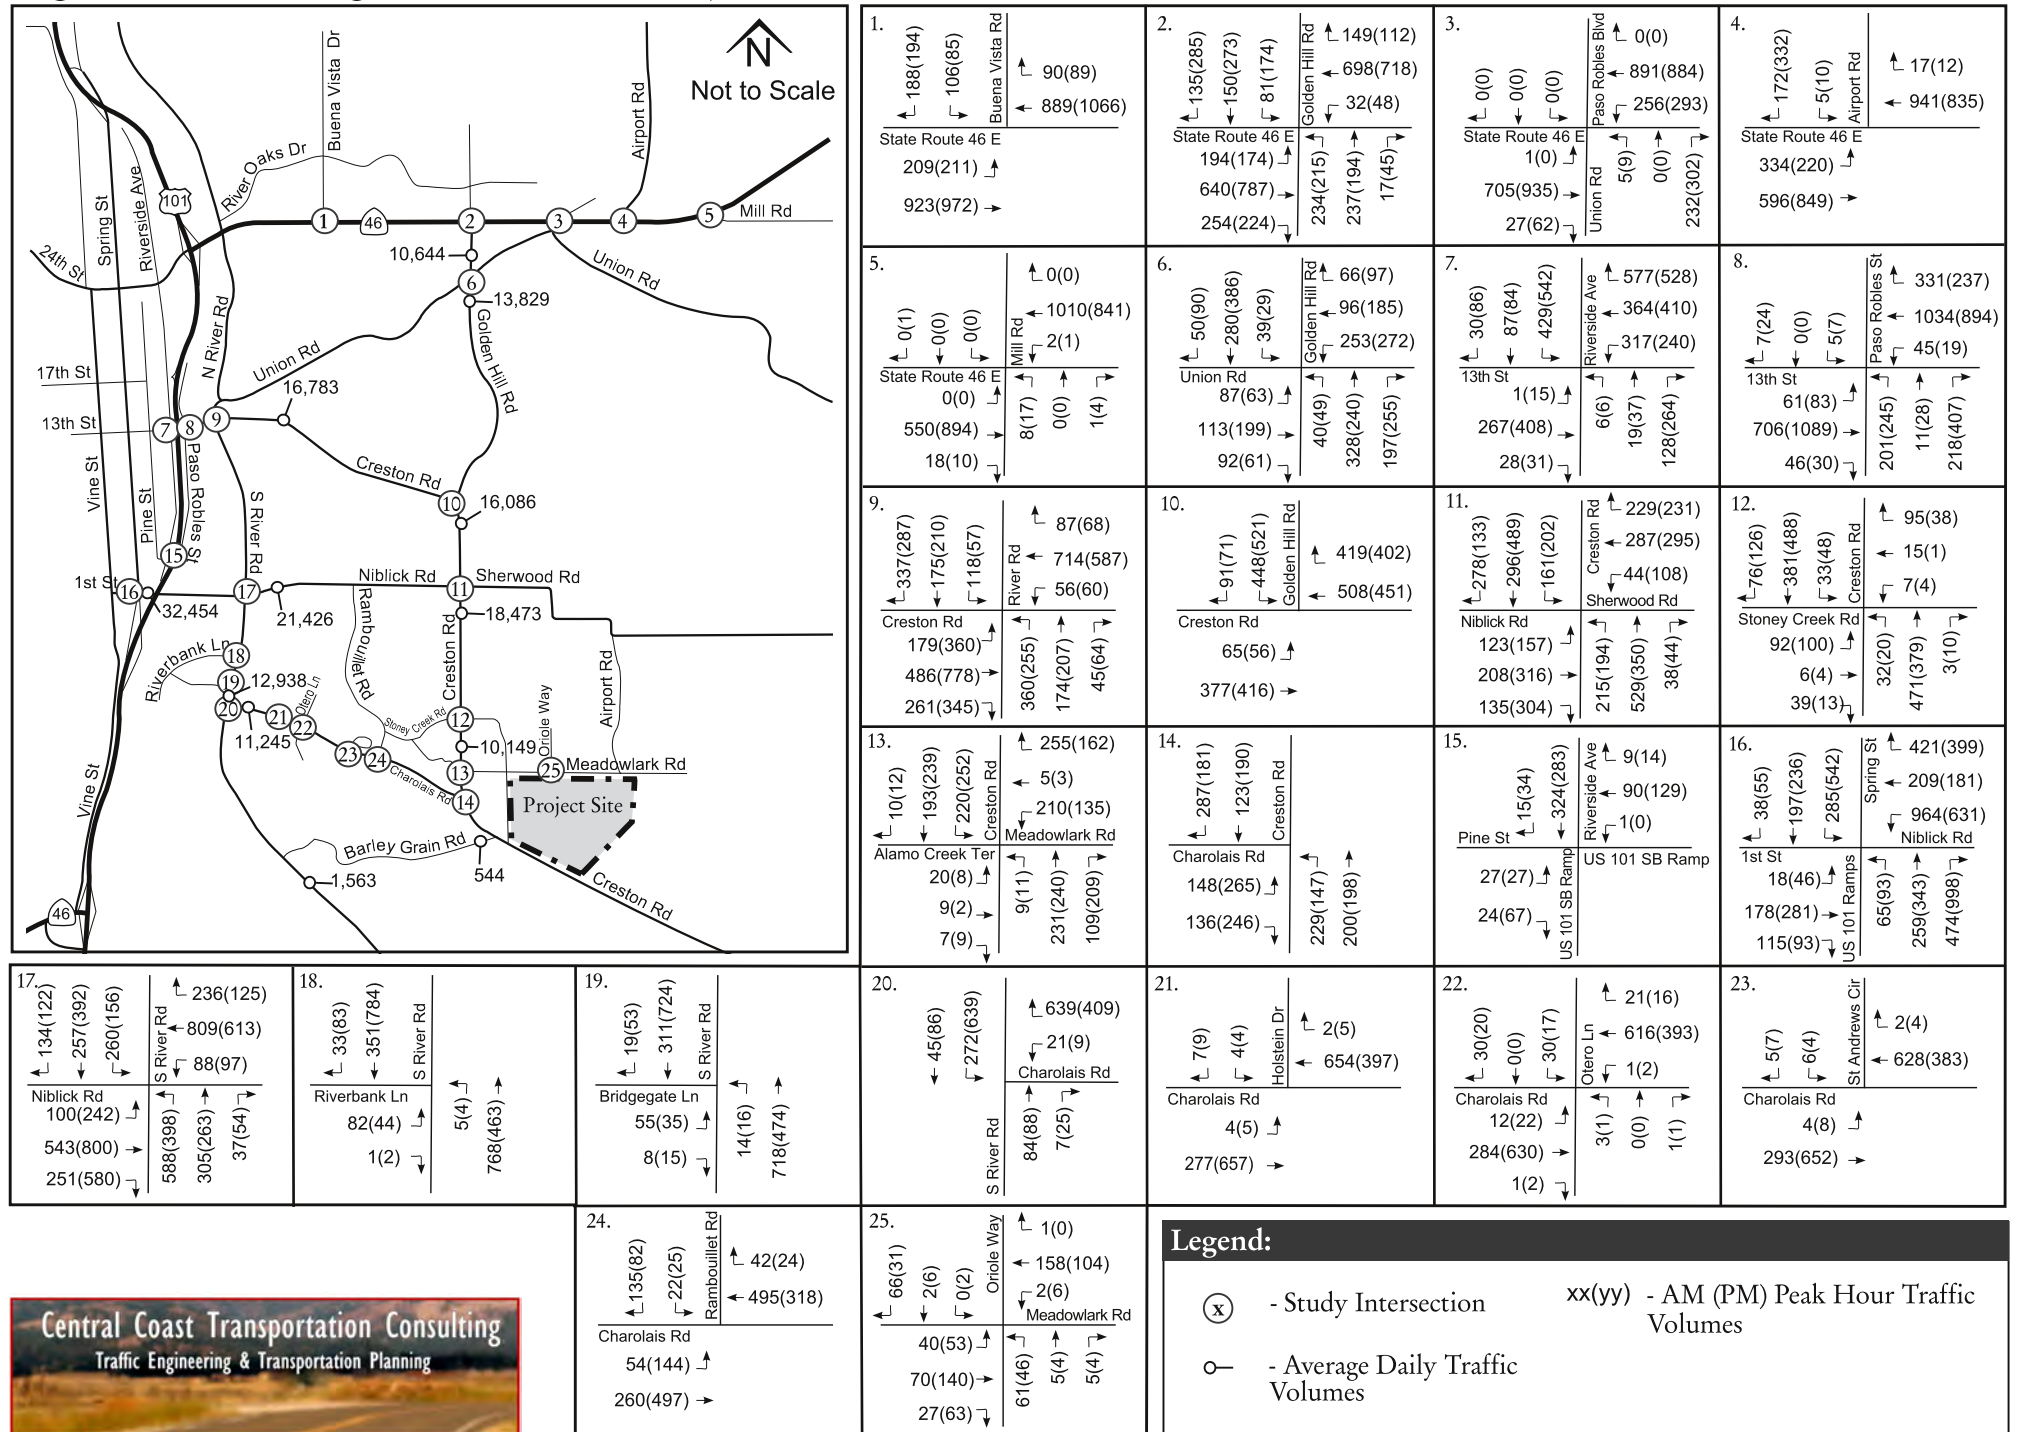 N
Not to Scale
Buena Vista Dr
Airport Rd
River Oaks Dr
Riverside Ave
Spring St
101
1
46
2
3
4
5
Mill Rd
24th St
10,644
6
Union Rd
13,829
N River Rd
Golden Hill Rd
Union Rd
17th St
16,783
13th St
7
8
9
Creston Rd
10
16,086
Vine St
Pine St
Paso Robles St
S River Rd
15
1st St
16
32,454
17
21,426
Niblick Rd
11
Sherwood Rd
18,473
Rambouillet Rd
Creston Rd
Airport Rd
Riverbank Ln
18
19
12,938
20
11,245
21
Otero Ln
22
23
24
Stoney Creek Rd
Charolais Rd
12
10,149
Oriole Way
13
25
Meadowlark Rd
14
Project Site
Vine St
Barley Grain Rd
544
1,563
Creston Rd
46
1.
188(194)
106(85)
Buena Vista Rd
90(89)
889(1066)
State Route 46 E
209(211)
923(972)
2.
135(285)
150(273)
81(174)
Golden Hill Rd
149(112)
698(718)
32(48)
State Route 46 E
194(174)
640(787)
254(224)
234(215)
237(194)
17(45)
3.
0(0)
0(0)
0(0)
Paso Robles Blvd
0(0)
891(884)
256(293)
State Route 46 E
1(0)
705(935)
27(62)
Union Rd
5(9)
0(0)
232(302)
4.
172(332)
5(10)
Airport Rd
17(12)
941(835)
State Route 46 E
334(220)
596(849)
5.
0(1)
0(0)
0(0)
Mill Rd
0(0)
1010(841)
2(1)
State Route 46 E
0(0)
550(894)
18(10)
8(17)
0(0)
1(4)
6.
50(90)
280(386)
39(29)
Golden Hill Rd
66(97)
96(185)
253(272)
Union Rd
87(63)
113(199)
92(61)
40(49)
328(240)
197(255)
7.
30(86)
87(84)
429(542)
Riverside Ave
577(528)
364(410)
317(240)
13th St
1(15)
267(408)
28(31)
6(6)
19(37)
128(264)
8.
7(24)
0(0)
5(7)
Paso Robles St
331(237)
1034(894)
45(19)
13th St
61(83)
706(1089)
46(30)
201(245)
11(28)
218(407)
9.
337(287)
175(210)
118(57)
River Rd
87(68)
714(587)
56(60)
Creston Rd
179(360)
486(778)
261(345)
360(255)
174(207)
45(64)
10.
91(71)
448(521)
Golden Hill Rd
419(402)
508(451)
Creston Rd
65(56)
377(416)
11.
278(133)
296(489)
161(202)
Creston Rd
229(231)
287(295)
44(108)
Sherwood Rd
Niblick Rd
123(157)
208(316)
135(304)
215(194)
529(350)
38(44)
12.
76(126)
381(488)
33(48)
Creston Rd
95(38)
15(1)
7(4)
Stoney Creek Rd
92(100)
6(4)
39(13)
32(20)
471(379)
3(10)
13.
10(12)
193(239)
220(252)
Creston Rd
255(162)
5(3)
210(135)
Meadowlark Rd
Alamo Creek Ter
20(8)
9(2)
7(9)
9(11)
231(240)
109(209)
14.
287(181)
123(190)
Creston Rd
Charolais Rd
148(265)
136(246)
229(147)
200(198)
15.
15(34)
324(283)
Riverside Ave
9(14)
90(129)
1(0)
Pine St
US 101 SB Ramp
27(27)
24(67)
US 101 SB Ramp
16.
38(55)
197(236)
285(542)
Spring St
421(399)
209(181)
964(631)
Niblick Rd
1st St
18(46)
178(281)
115(93)
US 101 Ramps
65(93)
259(343)
474(998)
17.
134(122)
257(392)
260(156)
S River Rd
236(125)
809(613)
88(97)
Niblick Rd
100(242)
543(800)
251(580)
588(398)
305(263)
37(54)
18.
33(83)
351(784)
S River Rd
Riverbank Ln
82(44)
1(2)
5(4)
768(463)
19.
19(53)
311(724)
S River Rd
Bridgegate Ln
55(35)
8(15)
14(16)
718(474)
20.
45(86)
272(639)
639(409)
21(9)
Charolais Rd
S River Rd
84(88)
7(25)
21.
7(9)
4(4)
Holstein Dr
2(5)
654(397)
Charolais Rd
4(5)
277(657)
22.
30(20)
0(0)
30(17)
Otero Ln
21(16)
616(393)
1(2)
Charolais Rd
12(22)
284(630)
1(2)
3(1)
0(0)
1(1)
23.
5(7)
6(4)
St Andrews Cir
2(4)
628(383)
Charolais Rd
4(8)
293(652)
24.
135(82)
22(25)
Rambouillet Rd
42(24)
495(318)
Charolais Rd
54(144)
260(497)
25.
66(31)
2(6)
0(2)
Oriole Way
1(0)
158(104)
2(6)
Meadowlark Rd
40(53)
70(140)
27(63)
61(46)
5(4)
5(4)
Legend:
x - Study Intersection
- Average Daily Traffic
Volumes
xx(yy) - AM (PM) Peak Hour Traffic
Volumes
Central Coast Transportation Consulting
Traffic Engineering & Transportation Planning